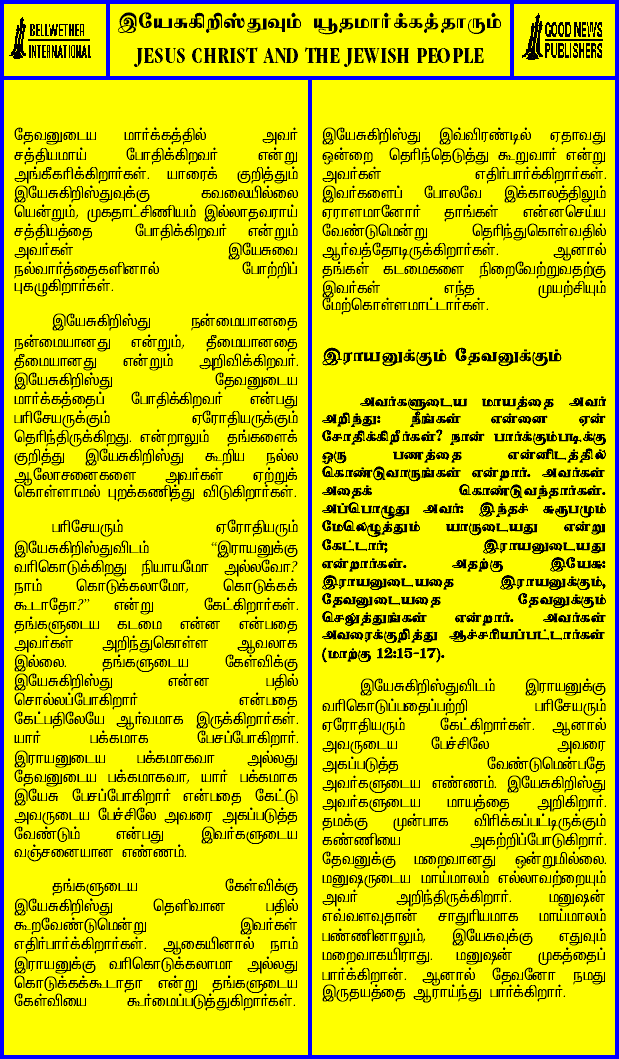 BELLWETHER
INTERNATIONAL
இயேசுகிறிஸ்துவும் யூதமார்க்கத்தாரும்
JESUS CHRIST AND THE JEWISH PEOPLE
GOOD NEWS
PUBLISHERS
தேவனுடைய மார்க்கத்தில் அவர்
சத்தியமாய் போதிக்கிறவர் என்று
அங்கீகரிக்கிறார்கள். யாரைக் குறித்தும்
இயேசுகிறிஸ்துவுக்கு கவலையில்லை
யென்றும், முகதாட்சிணியம் இல்லாதவராய்
சத்தியத்தை போதிக்கிறவர் என்றும்
அவர்கள் இயேசுவை
நல்வார்த்தைகளினால் போற்றிப்
புகழுகிறார்கள்.
இயேசுகிறிஸ்து நன்மையானதை
நன்மையானது என்றும், தீமையானதை
தீமையானது என்றும் அறிவிக்கிறவர்.
இயேசுகிறிஸ்து தேவனுடைய
மார்க்கத்தைப் போதிக்கிறவர் என்பது
பரிசேயருக்கும் ஏரோதியருக்கும்
தெரிந்திருக்கிறது. என்றாலும் தங்களைக்
குறித்து இயேசுகிறிஸ்து கூறிய நல்ல
ஆலோசனைகளை அவர்கள் ஏற்றுக்
கொள்ளாமல் புறக்கணித்து விடுகிறார்கள்.
பரிசேயரும் ஏரோதியரும்
இயேசுகிறிஸ்துவிடம் “இராயனுக்கு
வரிகொடுக்கிறது நியாயமோ அல்லவோ?
நாம் கொடுக்கலாமோ, கொடுக்கக்
கூடாதோ?” என்று கேட்கிறார்கள்.
தங்களுடைய கடமை என்ன என்பதை
அவர்கள் அறிந்துகொள்ள ஆவலாக
இல்லை. தங்களுடைய கேள்விக்கு
இயேசுகிறிஸ்து என்ன பதில்
சொல்லப்போகிறார் என்பதை
கேட்பதிலேயே ஆர்வமாக இருக்கிறார்கள்.
யார் பக்கமாக பேசப்போகிறார்.
இராயனுடைய பக்கமாகவா அல்லது
தேவனுடைய பக்கமாகவா, யார் பக்கமாக
இயேசு பேசப்போகிறார் என்பதை கேட்டு
அவருடைய பேச்சிலே அவரை அகப்படுத்த
வேண்டும் என்பது இவர்களுடைய
வஞ்சனையான எண்ணம்.
தங்களுடைய கேள்விக்கு
இயேசுகிறிஸ்து தெளிவான பதில்
கூறவேண்டுமென்று இவர்கள்
எதிர்பார்க்கிறார்கள். ஆகையினால் நாம்
இராயனுக்கு வரிகொடுக்கலாமா அல்லது
கொடுக்கக்கூடாதா என்று தங்களுடைய
கேள்வியை கூர்மைப்படுத்துகிறார்கள்.
இயேசுகிறிஸ்து இவ்விரண்டில் ஏதாவது
ஒன்றை தெரிந்தெடுத்து கூறுவார் என்று
அவர்கள் எதிர்பார்க்கிறார்கள்.
இவர்களைப் போலவே இக்காலத்திலும்
ஏராளமானோர் தாங்கள் என்னசெய்ய
வேண்டுமென்று தெரிந்துகொள்வதில்
ஆர்வத்தோடிருக்கிறார்கள். ஆனால்
தங்கள் கடமைகளை நிறைவேற்றுவதற்கு
இவர்கள் எந்த முயற்சியும்
மேற்கொள்ளமாட்டார்கள்.
இராயனுக்கும் தேவனுக்கும்
அவர்களுடைய மாயத்தை அவர்
அறிந்து: நீங்கள் என்னை ஏன்
சோதிக்கிறீர்கள்? நான் பார்க்கும்படிக்கு
ஒரு பணத்தை என்னிடத்தில்
கொண்டுவாருங்கள் என்றார். அவர்கள்
அதைக் கொண்டுவந்தார்கள்.
அப்பொழுது அவர்: இந்தச் சுரூபமும்
மேலெழுத்தும் யாருடையது என்று
கேட்டார்; இராயனுடையது
என்றார்கள். அதற்கு இயேசு:
இராயனுடையதை இராயனுக்கும்,
தேவனுடையதை தேவனுக்கும்
செலுத்துங்கள் என்றார். அவர்கள்
அவரைக்குறித்து ஆச்சரியப்பட்டார்கள்
(மாற்கு 12:15-17).
இயேசுகிறிஸ்துவிடம் இராயனுக்கு
வரிகொடுப்பதைப்பற்றி பரிசேயரும்
ஏரோதியரும் கேட்கிறார்கள். ஆனால்
அவருடைய பேச்சிலே அவரை
அகப்படுத்த வேண்டுமென்பதே
அவர்களுடைய எண்ணம். இயேசுகிறிஸ்து
அவர்களுடைய மாயத்தை அறிகிறார்.
தமக்கு முன்பாக விரிக்கப்பட்டிருக்கும்
கண்ணியை அகற்றிப்போடுகிறார்.
தேவனுக்கு மறைவானது ஒன்றுமில்லை.
மனுஷருடைய மாய்மாலம் எல்லாவற்றையும்
அவர் அறிந்திருக்கிறார். மனுஷன்
எவ்வளவுதான் சாதுரியமாக மாய்மாலம்
பண்ணினாலும், இயேசுவுக்கு எதுவும்
மறைவாகயிராது. மனுஷன் முகத்தைப்
பார்க்கிறான். ஆனால் தேவனோ நமது
இருதயத்தை ஆராய்ந்து பார்க்கிறார்.